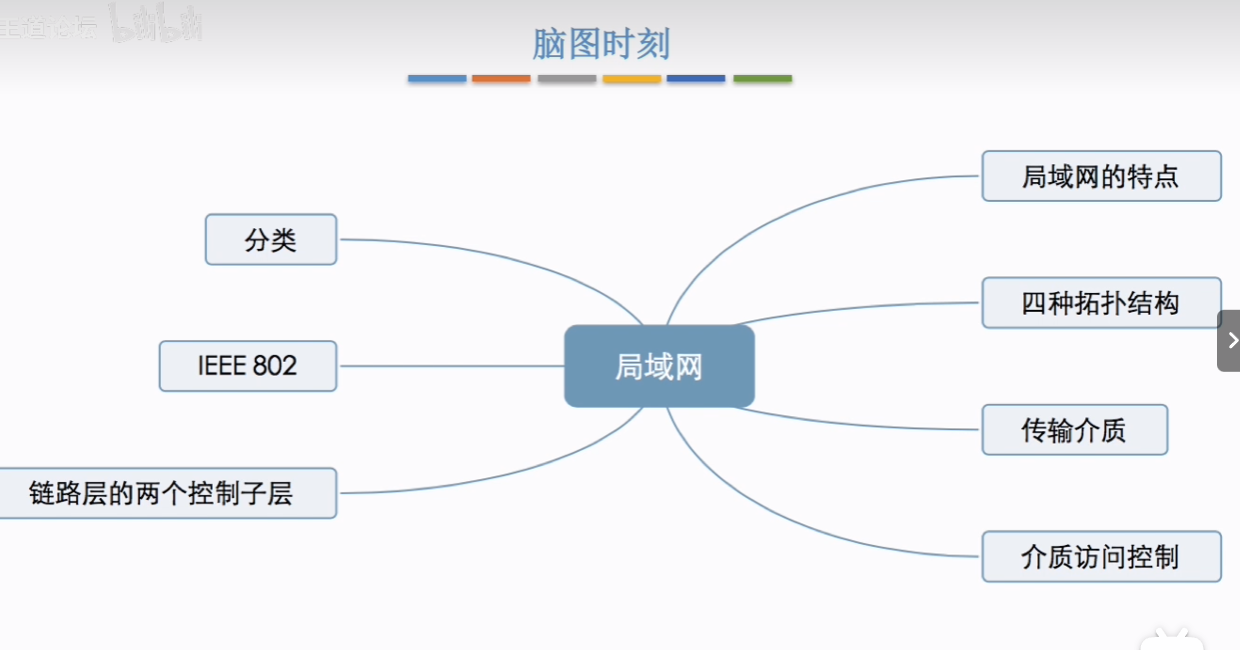 王道论坛 bilibili
脑图时刻
局域网的特点
分类
四种拓扑结构
IEEE 802
局域网
传输介质
链路层的两个控制子层
介质访问控制